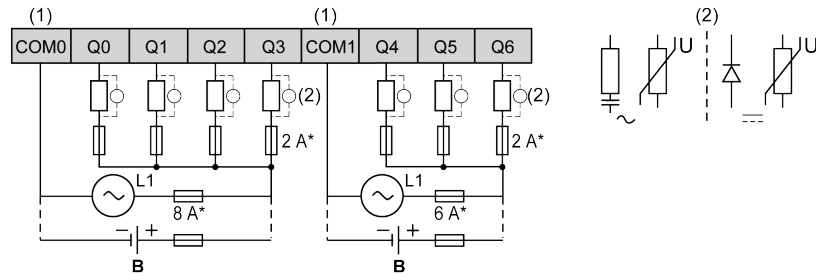 (1) (1) (2)
COM0 Q0 Q1 Q2 Q3 COM1 Q4 Q5 Q6
U U
(2) (2)
2 A* 2 A*
L1 L1
8 A* 6 A*
− + − +
B B